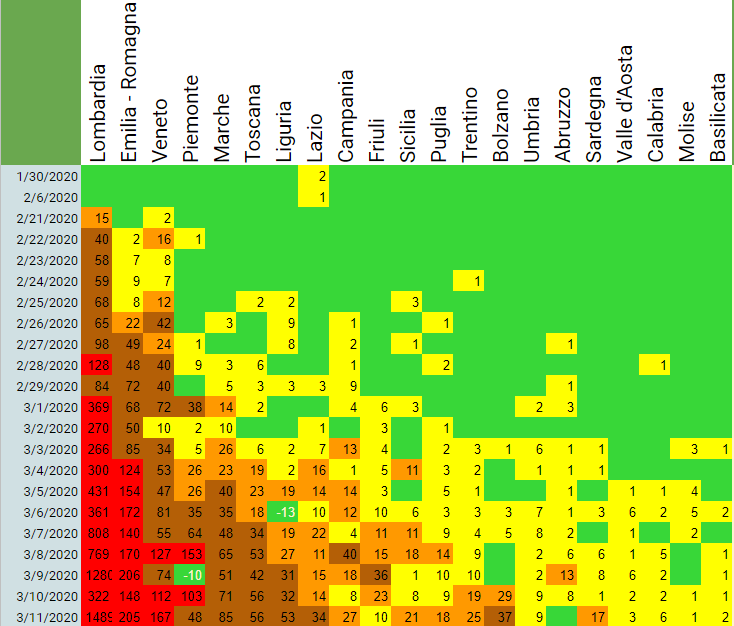 Lombardia Emilia - Romagna Veneto Piemonte Marche Toscana Liguria Lazio Campania Friuli Sicilia Puglia Trentino Bolzano Umbria Abruzzo Sardegna Valle d'Aosta Calabria Molise Basilicata
1/30/2020 2
2/6/2020 1
2/21/2020 15 2
2/22/2020 40 2 16 1
2/23/2020 58 7 8
2/24/2020 59 9 7 1
2/25/2020 68 8 12 2 2 3
2/26/2020 65 22 42 3 9 1 1
2/27/2020 98 49 24 1 8 2 1 1
2/28/2020 128 48 40 9 3 6 1 2 1
2/29/2020 84 72 40 5 3 3 3 9 1
3/1/2020 369 68 72 38 14 2 4 6 3 2 3
3/2/2020 270 50 10 2 10 1 3 1
3/3/2020 266 85 34 5 26 6 2 7 13 4 2 3 1 6 1 1 3 1
3/4/2020 300 124 53 26 23 19 2 16 1 5 11 3 2 1 1 1
3/5/2020 431 154 47 26 40 23 19 14 14 3 5 1 1 1 1 4
3/6/2020 361 172 81 35 35 18 -13 10 12 10 6 3 3 3 7 1 3 6 2 5 2
3/7/2020 808 140 55 64 48 34 19 22 4 11 11 9 4 5 8 2 1 2
3/8/2020 769 170 127 153 65 53 27 11 40 15 18 14 9 2 6 6 1 5 1
3/9/2020 1280 206 74 -10 51 42 31 15 18 36 1 10 10 2 13 8 6 2 1
3/10/2020 322 148 112 103 71 56 32 14 8 23 8 9 19 29 9 8 1 2 2 1 1
3/11/2020 1489 205 167 48 85 56 53 34 27 10 21 18 25 37 9 17 3 6 1 2